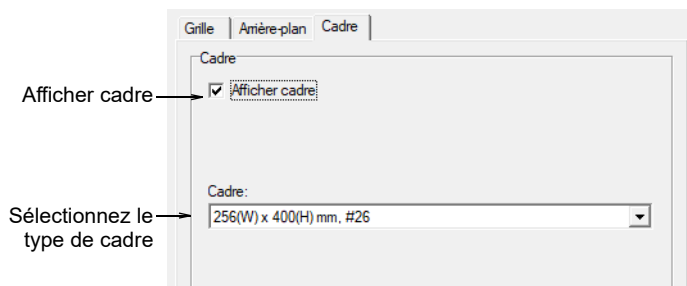 Grille Arrière-plan Cadre
Cadre
Afficher cadre
Afficher cadre
Cadre:
Sélectionnez le
type de cadre
256(W) x 400(H) mm, #26